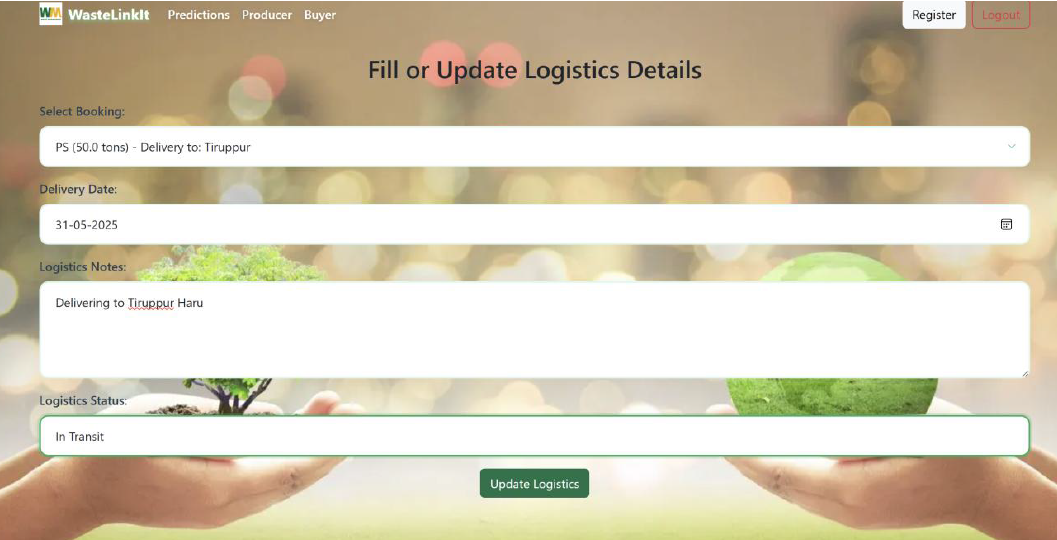 WM WasteLinkIt Predictions Producer Buyer Register Logout
Fill or Update Logistics Details
Select Booking:
PS (50.0 tons) - Delivery to: Tiruppur
Delivery Date:
31-05-2025
Logistics Notes:
Delivering to Tiruppur Haru
Logistics Status:
In Transit
Update Logistics